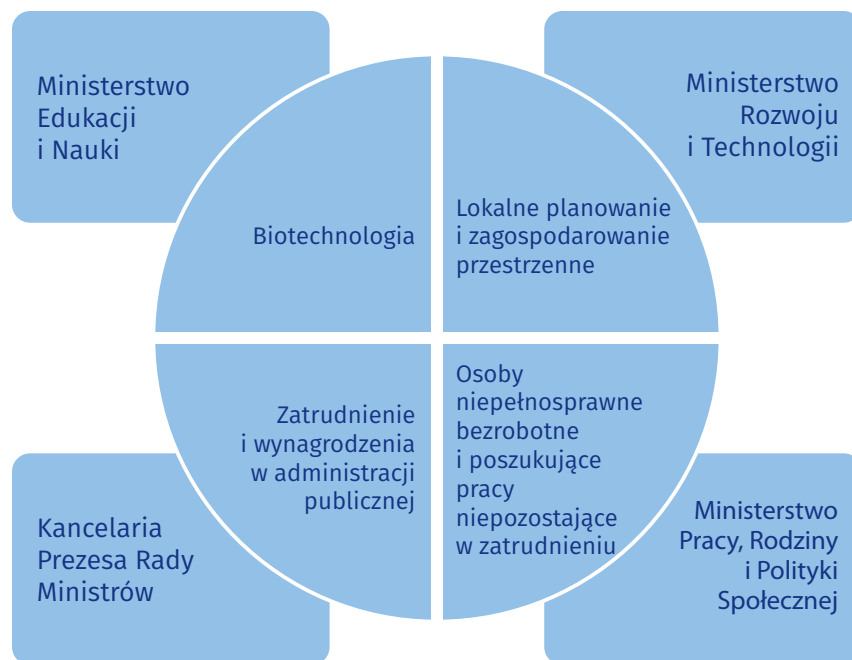 Ministerstwo
Edukacji
i Nauki
Ministerstwo
Rozwoju
i Technologii
Biotechnologia
Lokalne planowanie
i zagospodarowanie
przestrzenne
Zatrudnienie
i wynagrodzenia
w administracji
publicznej
Osoby
niepełnosprawne
bezrobotne
i poszukujące
pracy
niepozostające
w zatrudnieniu
Kancelaria
Prezesa Rady
Ministrów
Ministerstwo
Pracy, Rodziny
i Polityki
Społecznej